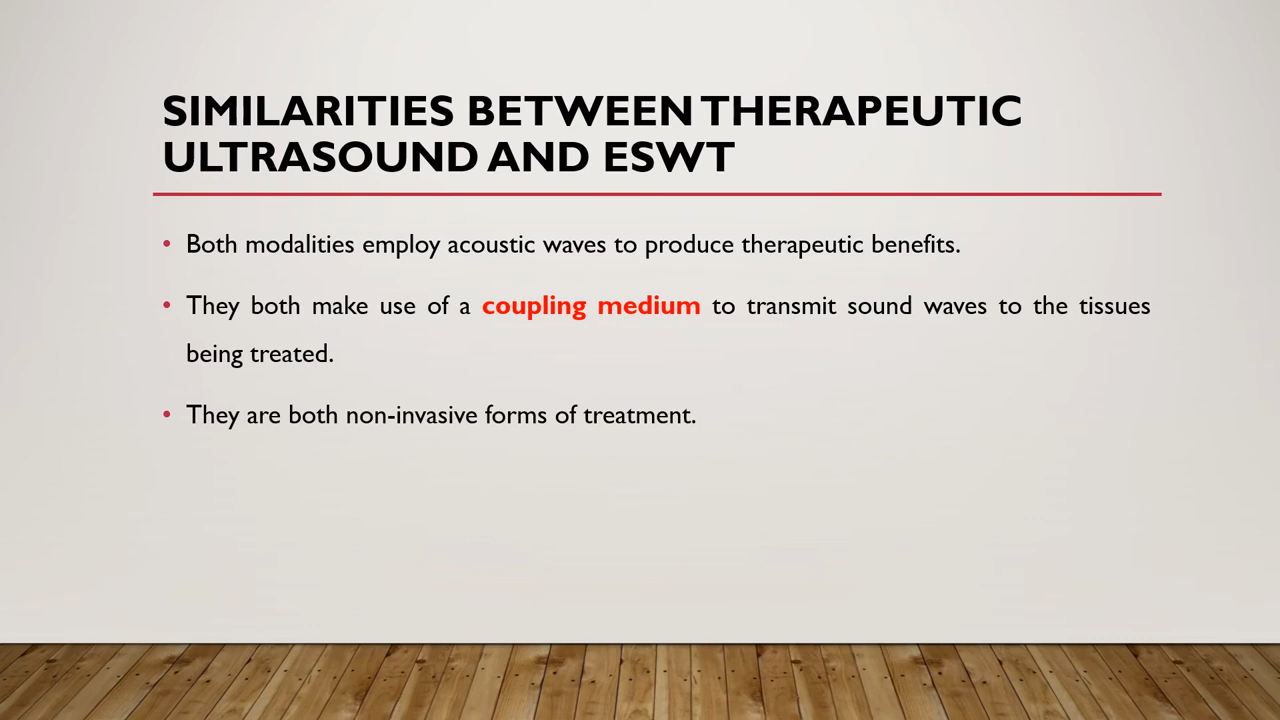 SIMILARITIES BETWEEN THERAPEUTIC
ULTRASOUND AND ESWT
• Both modalities employ acoustic waves to produce therapeutic benefits.
• They both make use of a coupling medium to transmit sound waves to the tissues
being treated.
• They are both non-invasive forms of treatment.